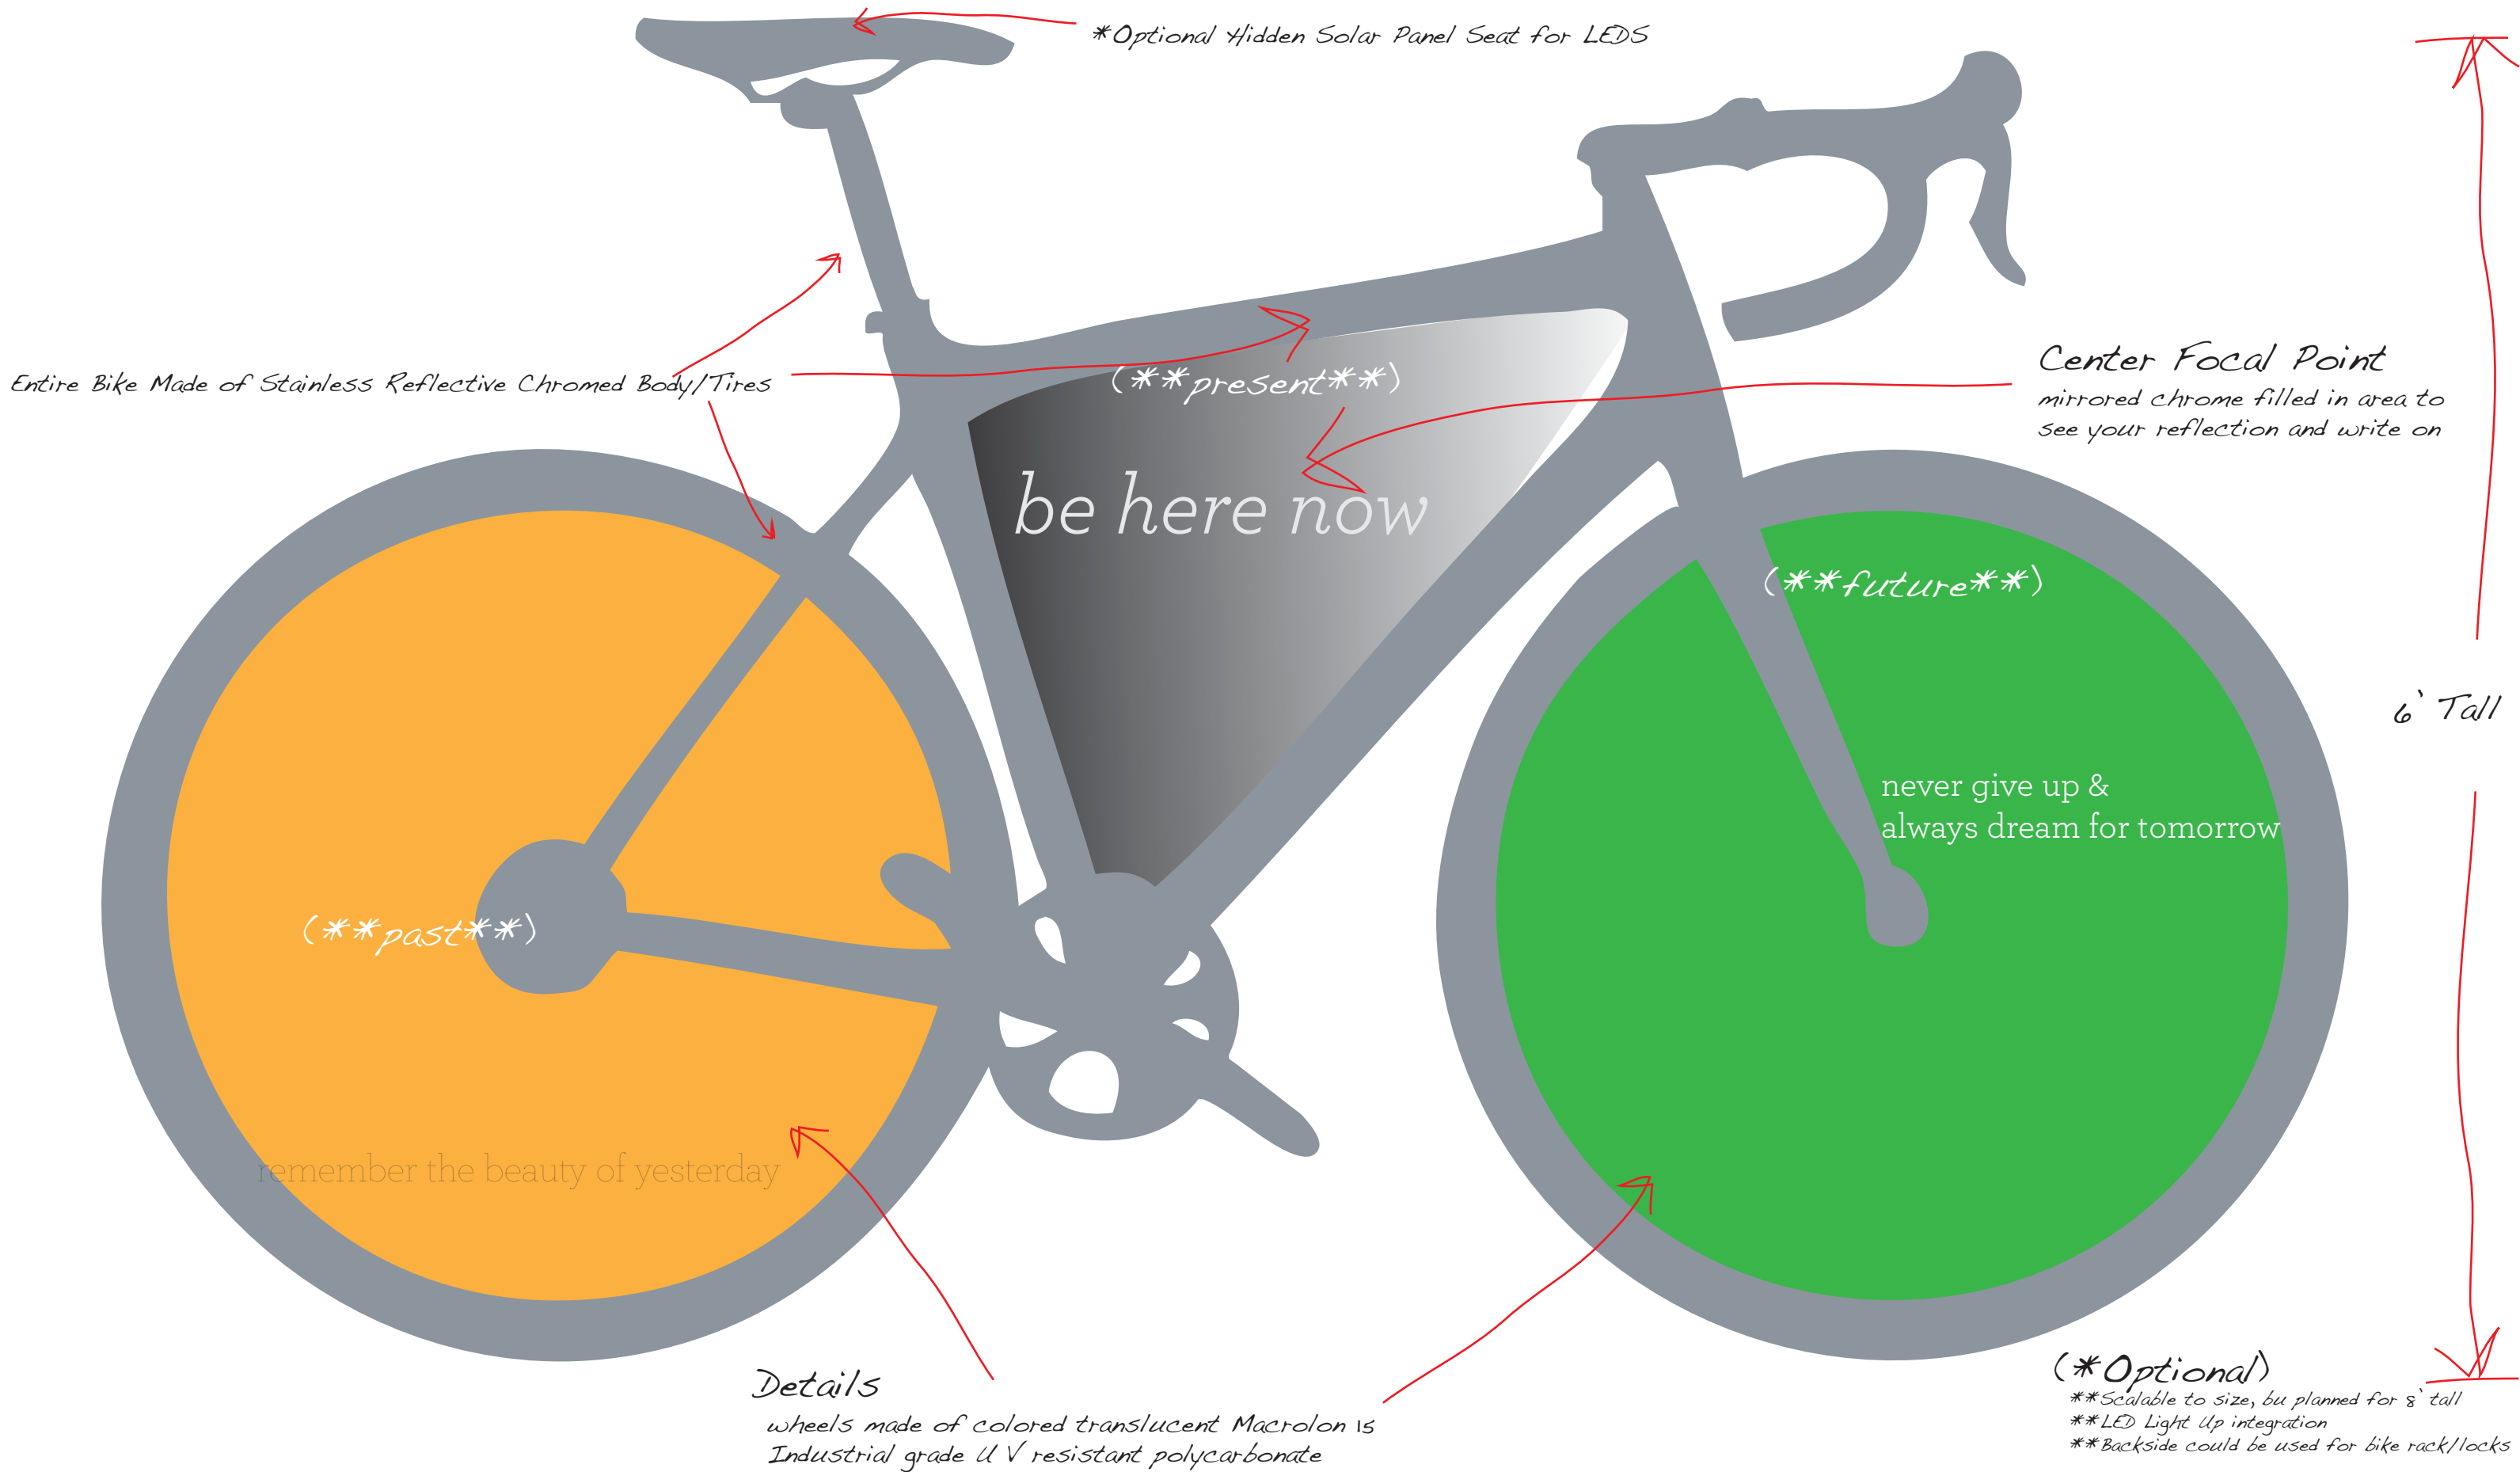 *Optional Hidden Solar Panel Seat for LEDS
Entire Bike Made of Stainless Reflective Chromed Body/Tires
(**present**)
be here now
Center Focal Point
mirrored chrome filled in area to
see your reflection and write on
(**future**)
never give up &
always dream for tomorrow
6` Tall
(**past**)
remember the beauty of yesterday
Details
wheels made of colored translucent Macrolon 15
Industrial grade U V resistant polycarbonate
(*Optional)
**Scalable to size, bu planned for 8` tall
**LED Light Up integration
**Backside could be used for bike rack/locks